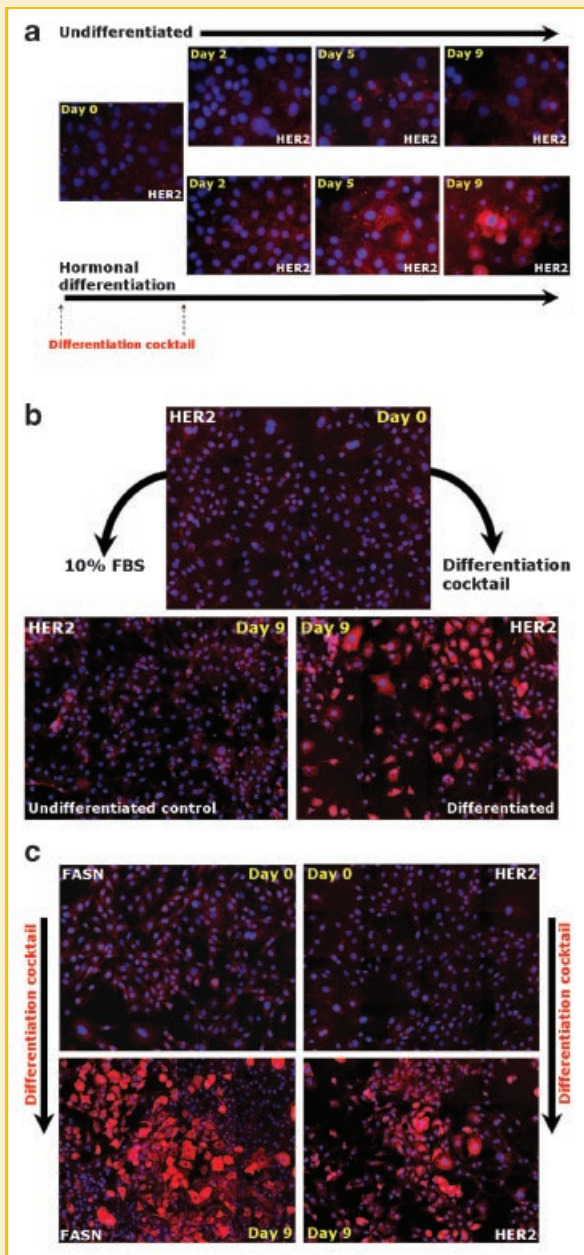 a
Undifferentiated
Day 0
HER2
Day 2
HER2
Day 5
HER2
Day 9
HER2
Day 2
HER2
Day 5
HER2
Day 9
HER2
Hormonal
differentiation
Differentiation cocktail
b
HER2 Day 0
10% FBS
Differentiation
cocktail
HER2 Day 9
Undifferentiated control
Day 9 HER2
Differentiated
c
FASN Day 0
Day 0 HER2
Differentiation cocktail
Differentiation cocktail
FASN Day 9
Day 9 HER2